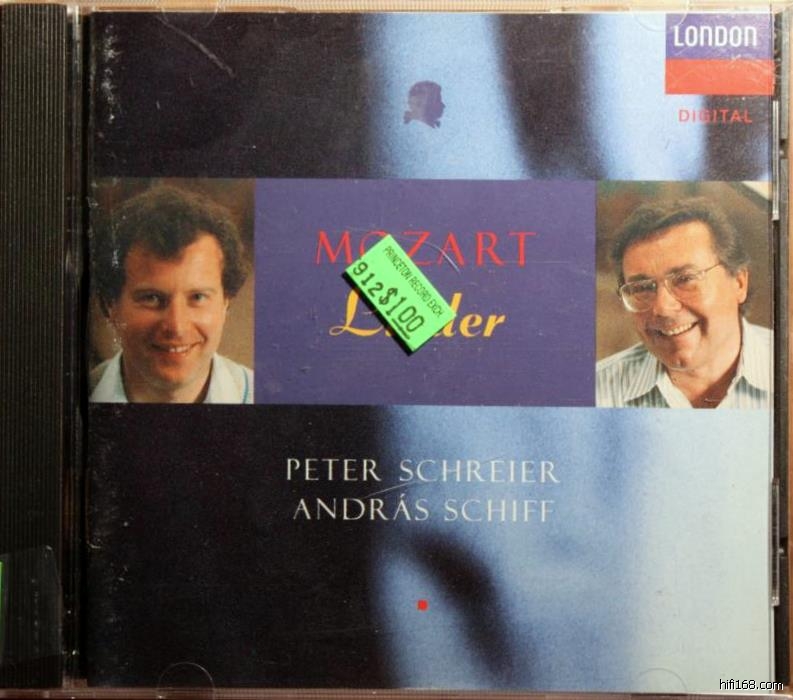 LONDON
DIGITAL
MOZART
PRINCETON RECORD EXCH
912$1.00
Lieder
PETER SCHREIER
ANDRÁS SCHIFF
hifi168.com